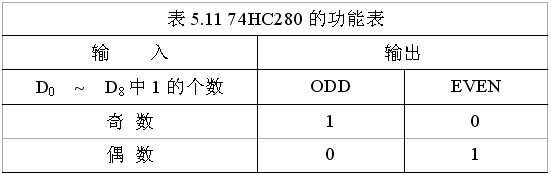 表 5.11 74HC280 的功能表
输 入 输出
D0 ~ D8 中 1 的个数 ODD EVEN
奇 数 1 0
偶 数 0 1